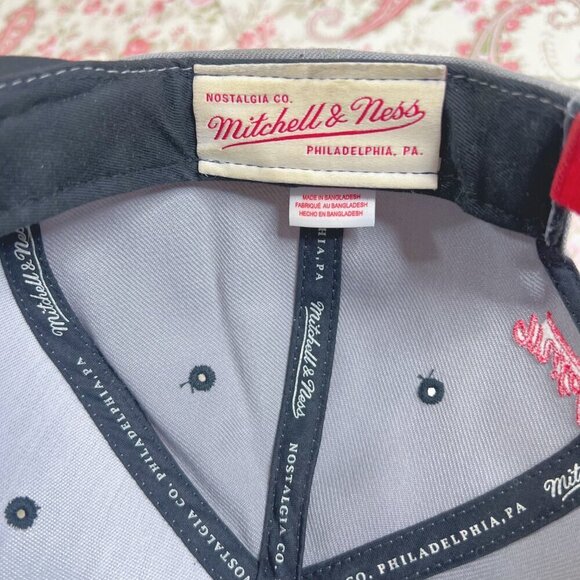 NOSTALGIA CO.
Mitchell & Ness
PHILADELPHIA, PA.
MADE IN BANGLADESH
FABRIQUÉ AU BANGLADESH
HECHO EN BANGLADESH
Mitchell & Ness
NOSTALGIA CO. PHILADELPHIA, PA
, PA
Mitchell & Ness
NOSTALGIA CO
PHILADELPHIA, PA
Mitchell